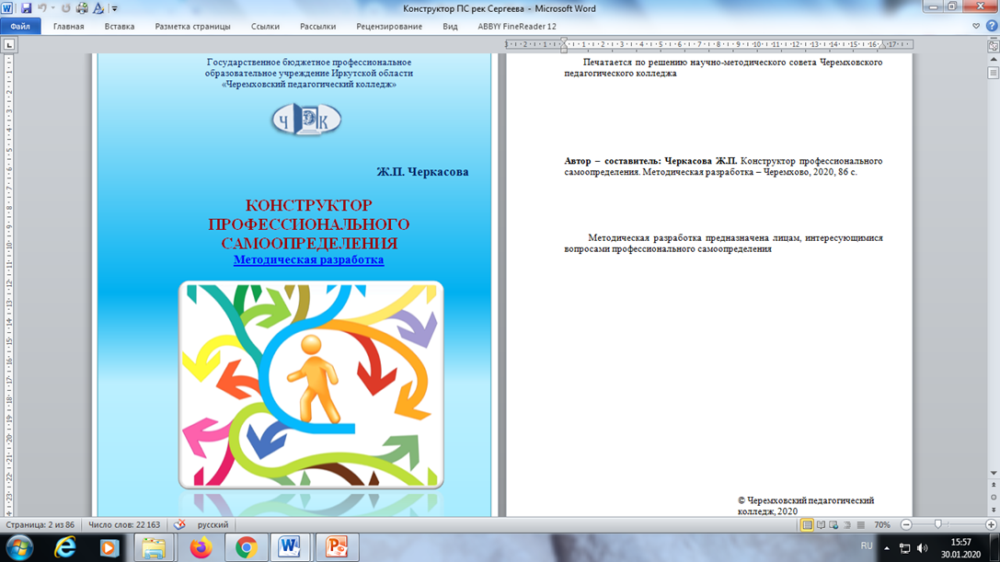 Конструктор ПС рек Сергеева - Microsoft Word
Файл Главная Вставка Разметка страницы Ссылки Рассылки Рецензирование Вид ABBYY FineReader 12
Государственное бюджетное профессиональное
образовательное учреждение Иркутской области
«Черемховский педагогический колледж»
Ч П К
Ж.П. Черкасова
КОНСТРУКТОР
ПРОФЕССИОНАЛЬНОГО
САМООПРЕДЕЛЕНИЯ
Методическая разработка
Печатается по решению научно-методического совета Черемховского
педагогического колледжа
Автор – составитель: Черкасова Ж.П. Конструктор профессионального
самоопределения. Методическая разработка – Черемхово, 2020, 86 с.
Методическая разработка предназначена лицам, интересующимися
вопросами профессионального самоопределения
© Черемховский педагогический
колледж, 2020
Страница: 2 из 86 Число слов: 22 163 русский 70%
RU 15:57
30.01.2020